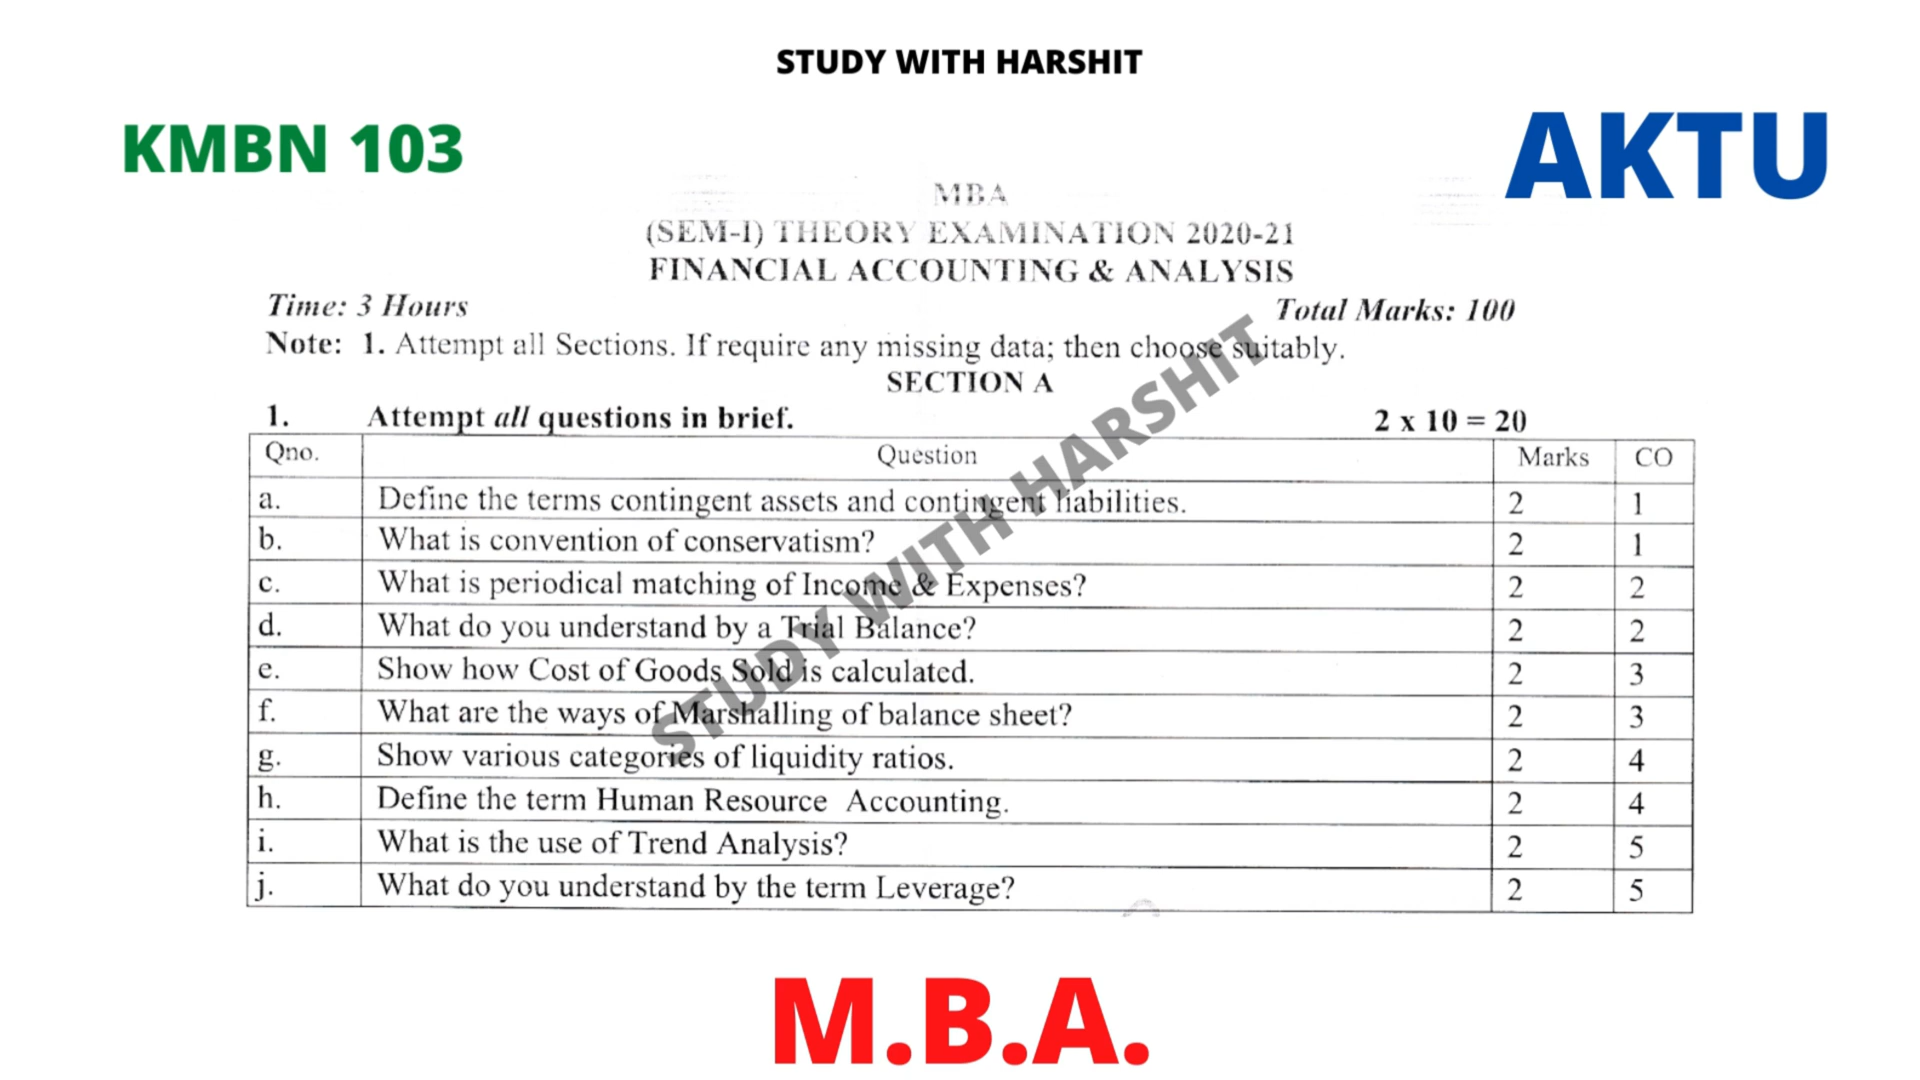 STUDY WITH HARSHIT
KMBN 103
AKTU
MBA
(SEM-I) THEORY EXAMINATION 2020-21
FINANCIAL ACCOUNTING & ANALYSIS
Time: 3 Hours Total Marks: 100
Note: 1. Attempt all Sections. If require any missing data; then choose suitably.
SECTION A
1. Attempt all questions in brief. 2 x 10 = 20
Qno. Question Marks CO
a. Define the terms contingent assets and contingent liabilities. 2 1
b. What is convention of conservatism? 2 1
c. What is periodical matching of Income & Expenses? 2 2
d. What do you understand by a Trial Balance? 2 2
e. Show how Cost of Goods Sold is calculated. 2 3
f. What are the ways of Marshalling of balance sheet? 2 3
g. Show various categories of liquidity ratios. 2 4
h. Define the term Human Resource Accounting. 2 4
i. What is the use of Trend Analysis? 2 5
j. What do you understand by the term Leverage? 2 5
STUDY WITH HARSHIT
M.B.A.